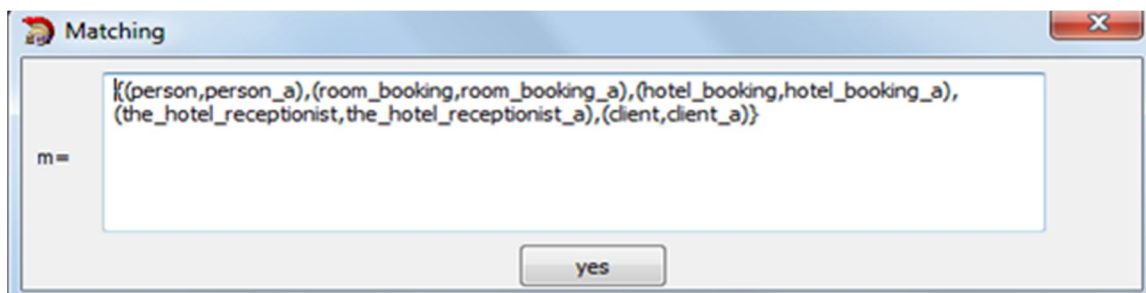 Matching
{(person,person_a),(room_booking,room_booking_a),(hotel_booking,hotel_booking_a),
(the_hotel_receptionist,the_hotel_receptionist_a),(client,client_a)}
m=
yes